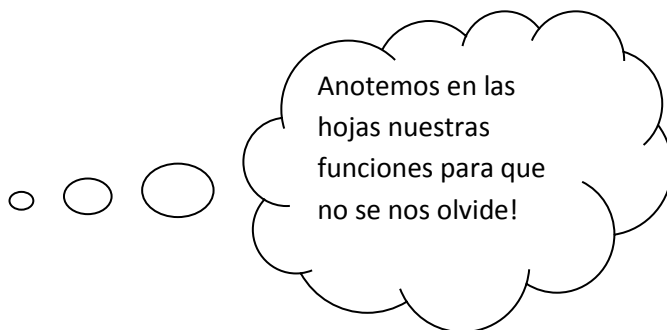 Anotemos en las
hojas nuestras
funciones para que
no se nos olvide!